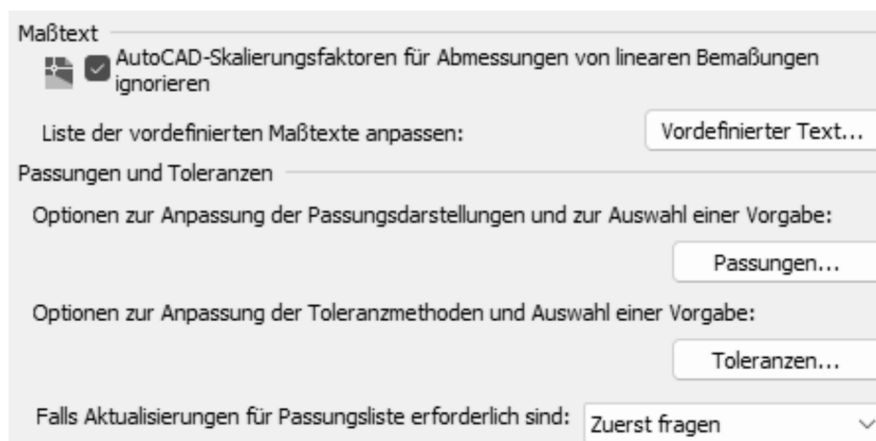 Maßtext
AutoCAD-Skalierungsfaktoren für Abmessungen von linearen Bemaßungen
ignorieren
Liste der vordefinierten Maßtexte anpassen:
Vordefinierter Text...
Passungen und Toleranzen
Optionen zur Anpassung der Passungsdarstellungen und zur Auswahl einer Vorgabe:
Passungen...
Optionen zur Anpassung der Toleranzmethoden und Auswahl einer Vorgabe:
Toleranzen...
Falls Aktualisierungen für Passungsliste erforderlich sind:
Zuerst fragen